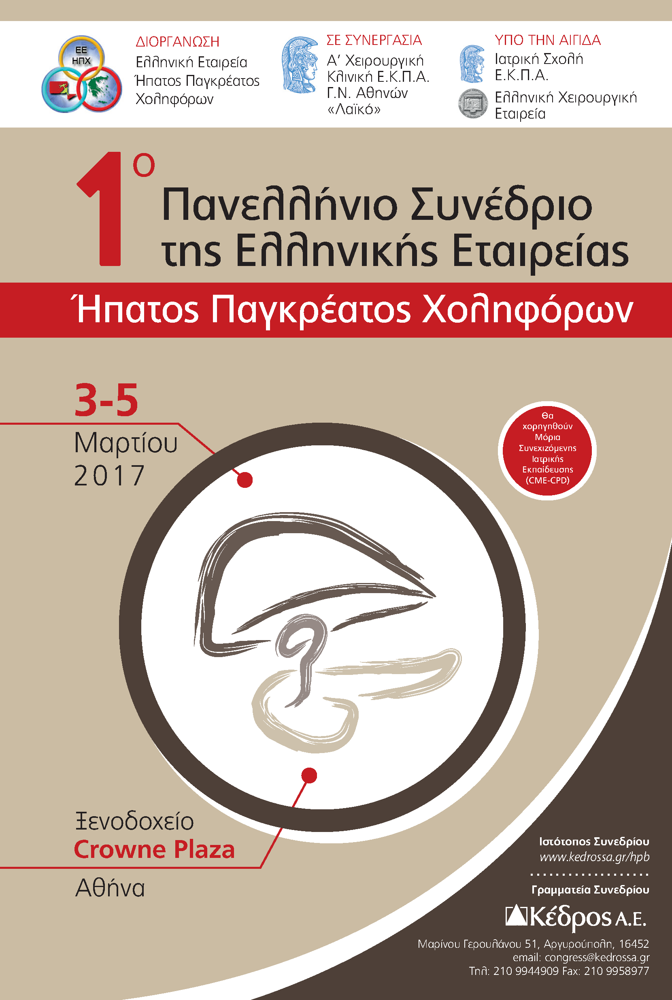 ΕΕ
ΗΠΧ
ΔΙΟΡΓΑΝΩΣΗ
Ελληνική Εταιρεία
Ήπατος Παγκρέατος
Χοληφόρων
ΣΕ ΣΥΝΕΡΓΑΣΙΑ
Α’ Χειρουργική
Κλινική Ε.Κ.Π.Α.
Γ.Ν. Αθηνών
«Λαϊκό»
ΥΠΟ ΤΗΝ ΑΙΓΙΔΑ
Ιατρική Σχολή
Ε.Κ.Π.Α.
Ελληνική Χειρουργική
Εταιρεία
1ο
Πανελλήνιο Συνέδριο
της Ελληνικής Εταιρείας
Ήπατος Παγκρέατος Χοληφόρων
3-5
Μαρτίου
2017
Θα
χορηγηθούν
Μόρια
Συνεχιζόμενης
Ιατρικής
Εκπαίδευσης
(CME-CPD)
Ξενοδοχείο
Crowne Plaza
Αθήνα
Ιστότοπος Συνεδρίου
www.kedrossa.gr/hpb
Γραμματεία Συνεδρίου
Κέδρος Α.Ε.
Μαρίνου Γερουλάνου 51, Αργυρούπολη, 16452
email: congress@kedrossa.gr
Τηλ: 210 9944909 Fax: 210 9958977